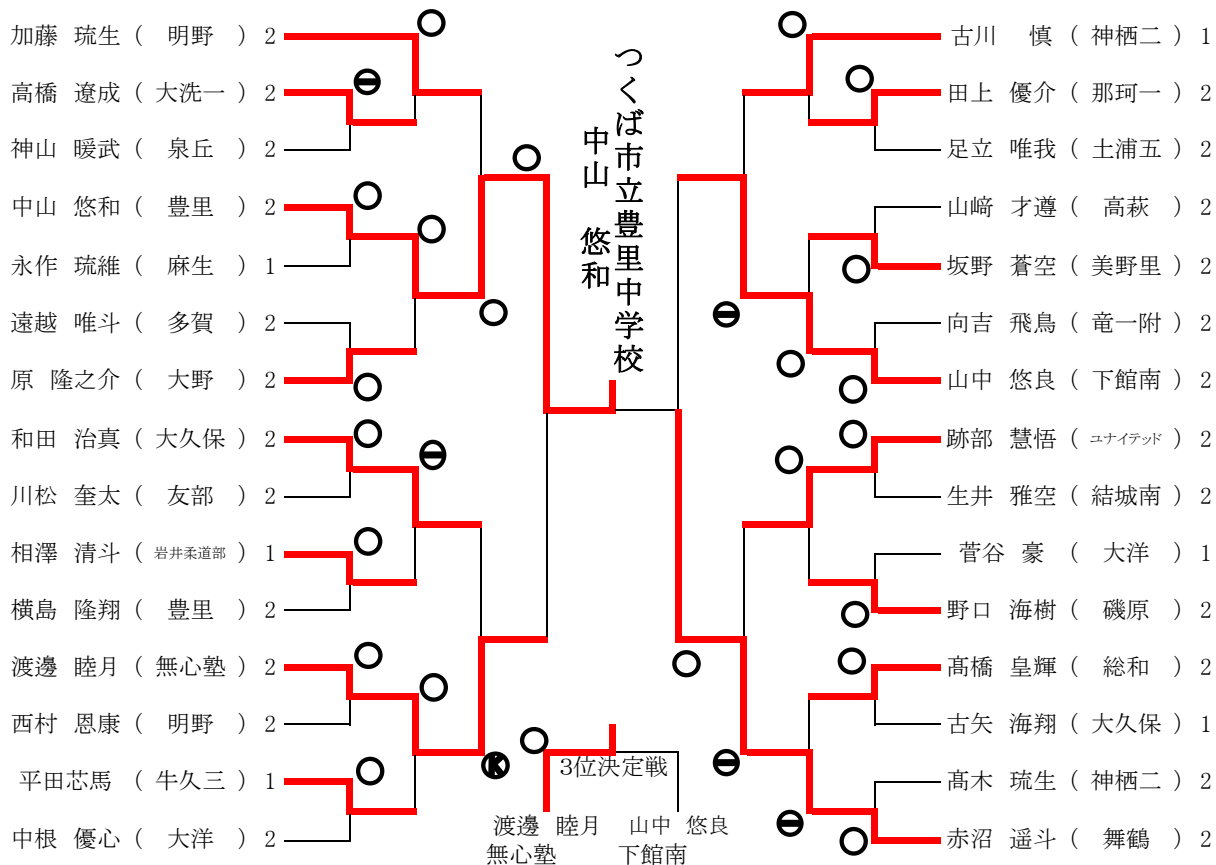 加藤 琉生 ( 明野 ) 2
高橋 遼成 ( 大洗一 ) 2
神山 暖武 ( 泉丘 ) 2
中山 悠和 ( 豊里 ) 2
永作 琉維 ( 麻生 ) 1
遠越 唯斗 ( 多賀 ) 2
原 隆之介 ( 大野 ) 2
和田 治真 ( 大久保 ) 2
川松 奎太 ( 友部 ) 2
相澤 清斗 ( 岩井柔道部 ) 1
横島 隆翔 ( 豊里 ) 2
渡邊 睦月 ( 無心塾 ) 2
西村 恩康 ( 明野 ) 2
平田芯馬 ( 牛久三 ) 1
中根 優心 ( 大洋 ) 2
つくば市立豊里中学校
中山 悠和
K
3位決定戦
渡邊 睦月 山中 悠良
無心塾 下館南
古川 慎 ( 神栖二 ) 1
田上 優介 ( 那珂一 ) 2
足立 唯我 ( 土浦五 ) 2
山﨑 才遵 ( 高萩 ) 2
坂野 蒼空 ( 美野里 ) 2
向吉 飛鳥 ( 竜一附 ) 2
山中 悠良 ( 下館南 ) 2
跡部 慧悟 ( ユナイテッド ) 2
生井 雅空 ( 結城南 ) 2
菅谷 豪 ( 大洋 ) 1
野口 海樹 ( 磯原 ) 2
髙橋 皇輝 ( 総和 ) 2
古矢 海翔 ( 大久保 ) 1
髙木 琉生 ( 神栖二 ) 2
赤沼 遥斗 ( 舞鶴 ) 2